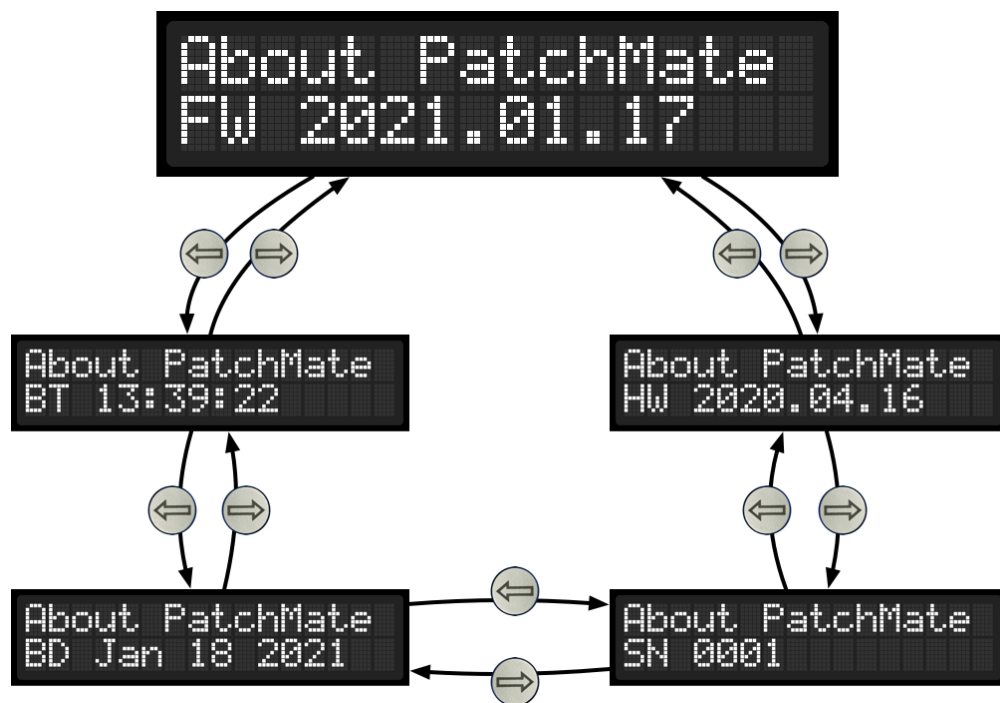 About PatchMate
FW 2021.01.17
About PatchMate
BT 13:39:22
About PatchMate
HW 2020.04.16
About PatchMate
BD Jan 18 2021
About PatchMate
SN 0001